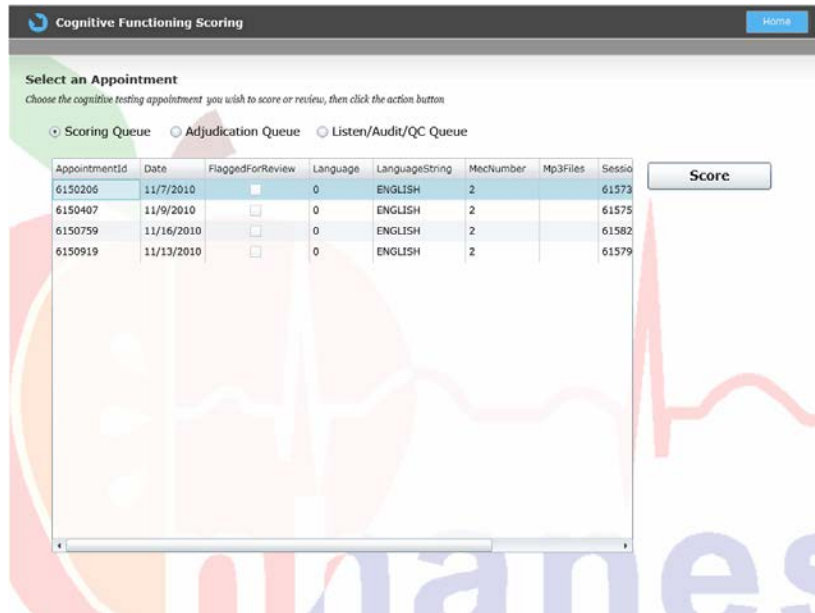 Cognitive Functioning Scoring
Home
Select an Appointment
Choose the cognitive testing appointment you wish to score or review, then click the action button
Scoring Queue Adjudication Queue Listen/Audit/QC Queue
AppointmentId Date FlaggedForReview Language LanguageString MecNumber Mp3Files Sessio
6150206 11/7/2010 0 ENGLISH 2 61573
6150407 11/9/2010 0 ENGLISH 2 61575
6150759 11/16/2010 0 ENGLISH 2 61582
6150919 11/13/2010 0 ENGLISH 2 61579
Score
nhanes